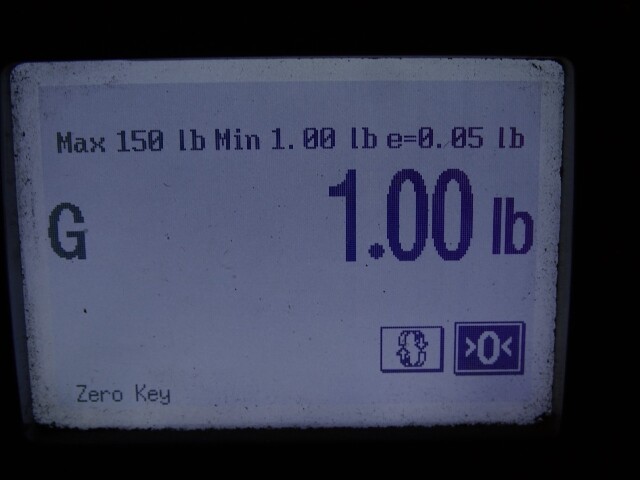 Max 150 lb Min 1.00 lb e=0.05 lb
G 1.00 lb
>0<
Zero Key